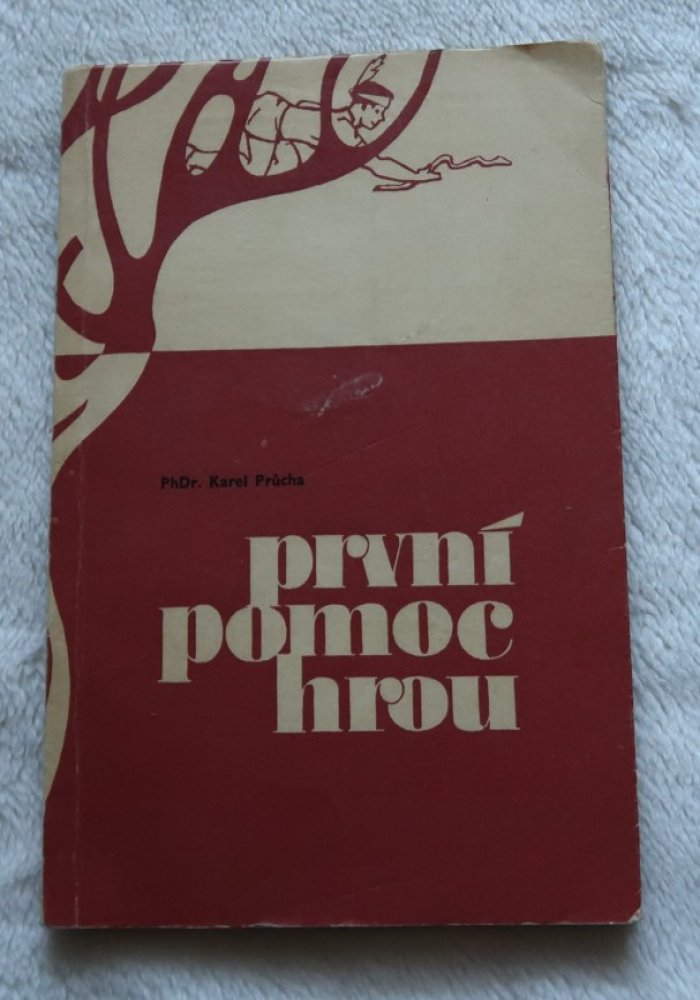 PhDr. Karel Průcha
první
pomoc
hrou